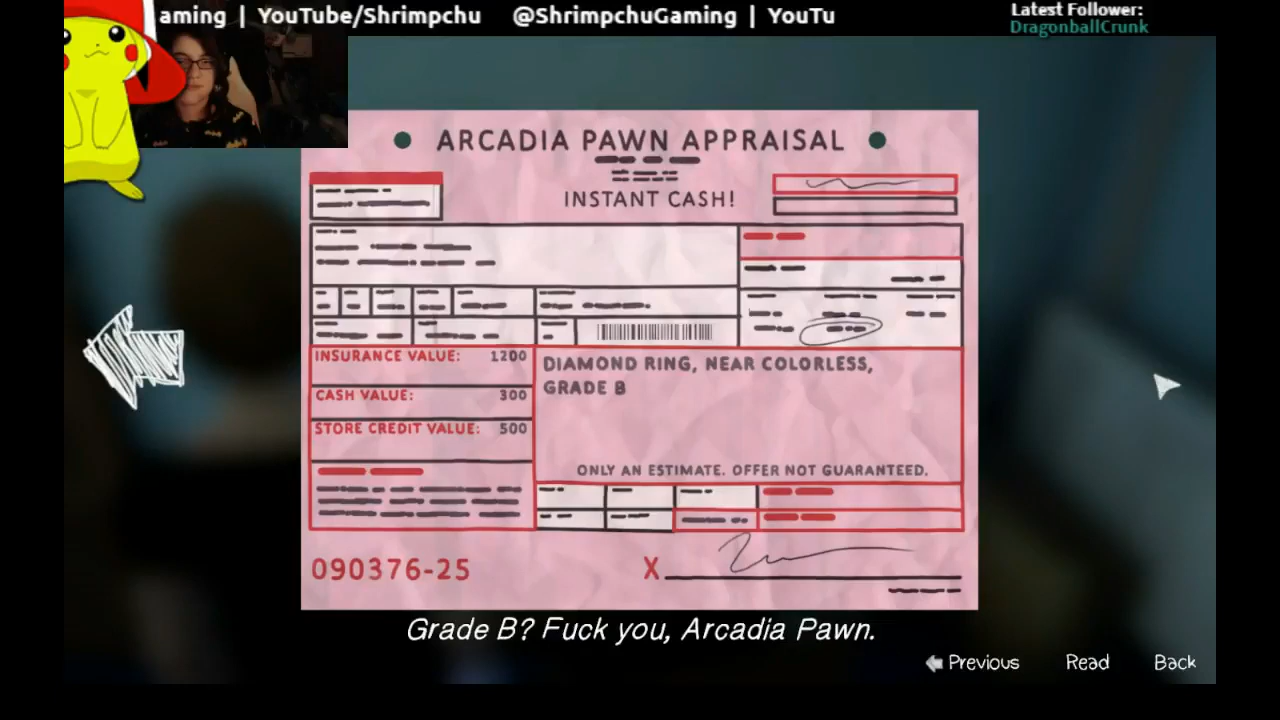 aming | YouTube/Shrimpchu @ShrimpchuGaming | YouTu
Latest Follower:
DragonballCrunk
ARCADIA PAWN APPRAISAL
INSTANT CASH!
INSURANCE VALUE: 1200
CASH VALUE: 300
STORE CREDIT VALUE: 500
DIAMOND RING, NEAR COLORLESS,
GRADE B
ONLY AN ESTIMATE. OFFER NOT GUARANTEED.
090376-25
X
Grade B? Fuck you, Arcadia Pawn.
Previous Read Back